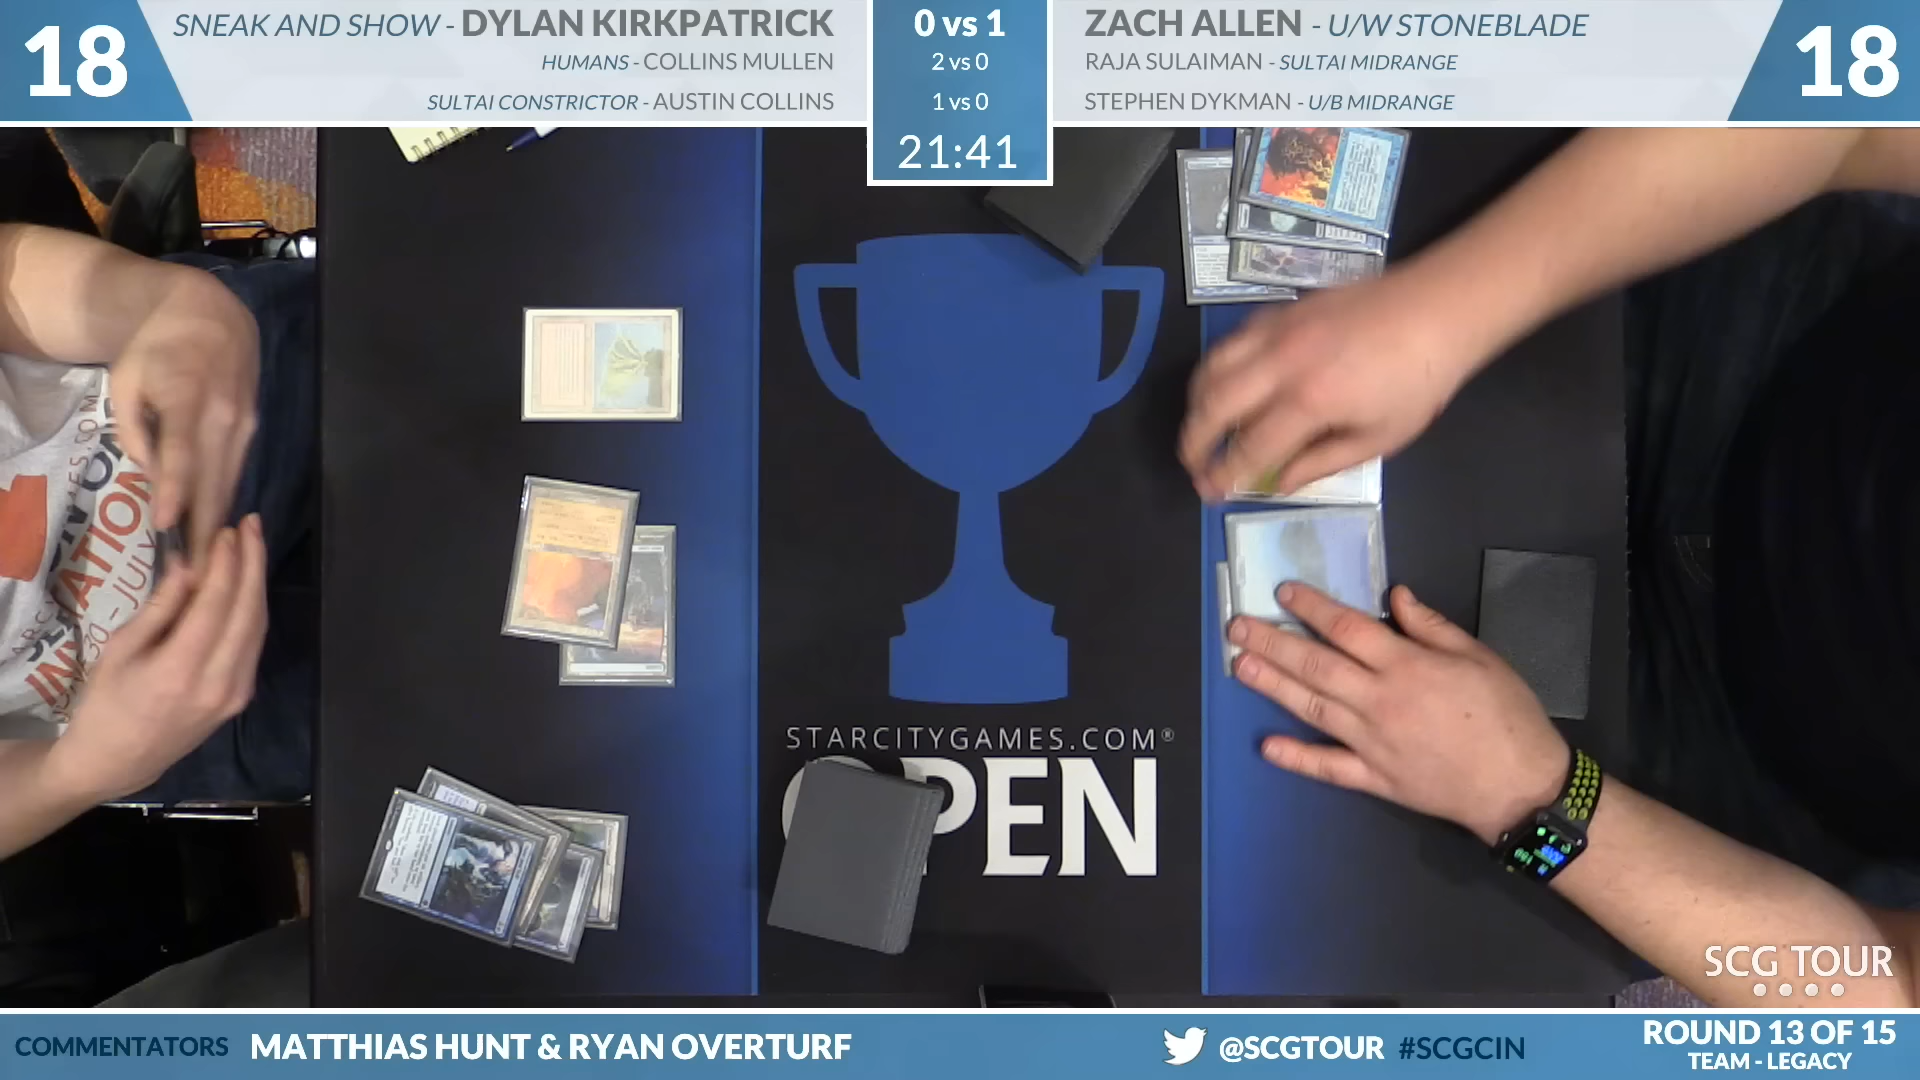 18
SNEAK AND SHOW - DYLAN KIRKPATRICK
HUMANS - COLLINS MULLEN
SULTAI CONSTRICTOR - AUSTIN COLLINS
0 vs 1
2 vs 0
1 vs 0
21:41
ZACH ALLEN - U/W STONEBLADE
RAJA SULAIMAN - SULTAI MIDRANGE
STEPHEN DYKMAN - U/B MIDRANGE
18
STARCITYGAMES.COM®
OPEN
SCG TOUR
COMMENTATORS MATTHIAS HUNT & RYAN OVERTURF
@SCGTOUR #SCGCIN
ROUND 13 OF 15
TEAM - LEGACY